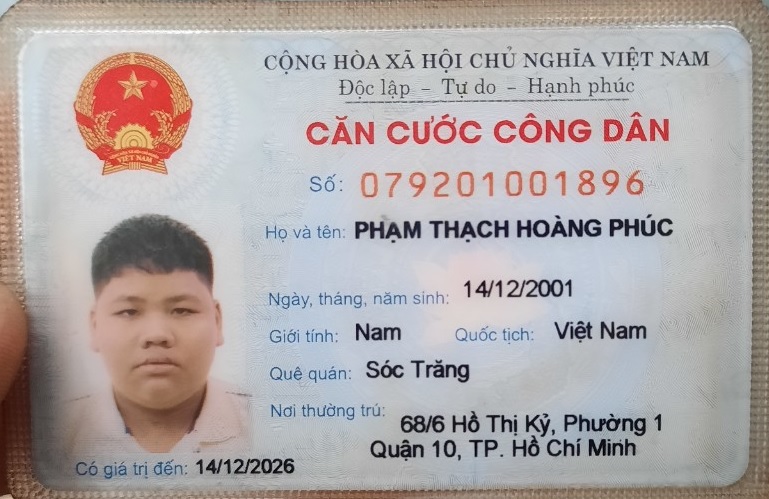 CỘNG HÒA XÃ HỘI CHỦ NGHĨA VIỆT NAM
Độc lập – Tự do – Hạnh phúc
CĂN CƯỚC CÔNG DÂN
Số: 079201001896
Họ và tên: PHẠM THẠCH HOÀNG PHÚC
Ngày, tháng, năm sinh: 14/12/2001
Giới tính: Nam Quốc tịch: Việt Nam
Quê quán: Sóc Trăng
Nơi thường trú: 68/6 Hồ Thị Kỷ, Phường 1
Quận 10, TP. Hồ Chí Minh
Có giá trị đến: 14/12/2026
VIỆT NAM